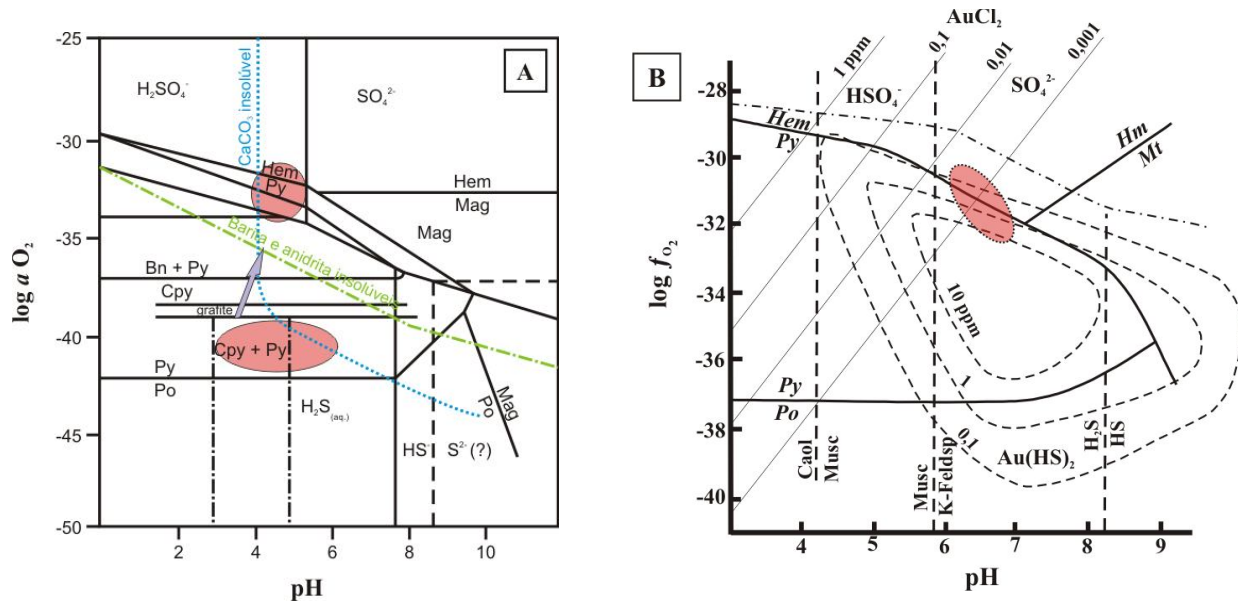 A
-25
-30
-35
-40
-45
-50
log a O₂
2
4
6
8
10
pH
H₂SO₄⁻
SO₄²⁻
CaCO₃ insolúvel
Hem
Py
Hem
Mag
Mag
Barita e anidrita insolúveis
Bn + Py
Cpy
grafite
Cpy + Py
Py
Po
H₂S (aq.)
HS⁻
S²⁻ (?)
Mag
Po
B
AuCl₂
1 ppm
0,1
0,01
0,001
-28
-30
-32
-34
-36
-38
-40
log fO₂
4
5
6
7
8
9
pH
HSO₄⁻
SO₄²⁻
Hem
Py
Hm
Mt
10 ppm
1
0,1
Py
Po
Caol
Musc
Musc
K-Feldsp
Au(HS)₂
H₂S
HS